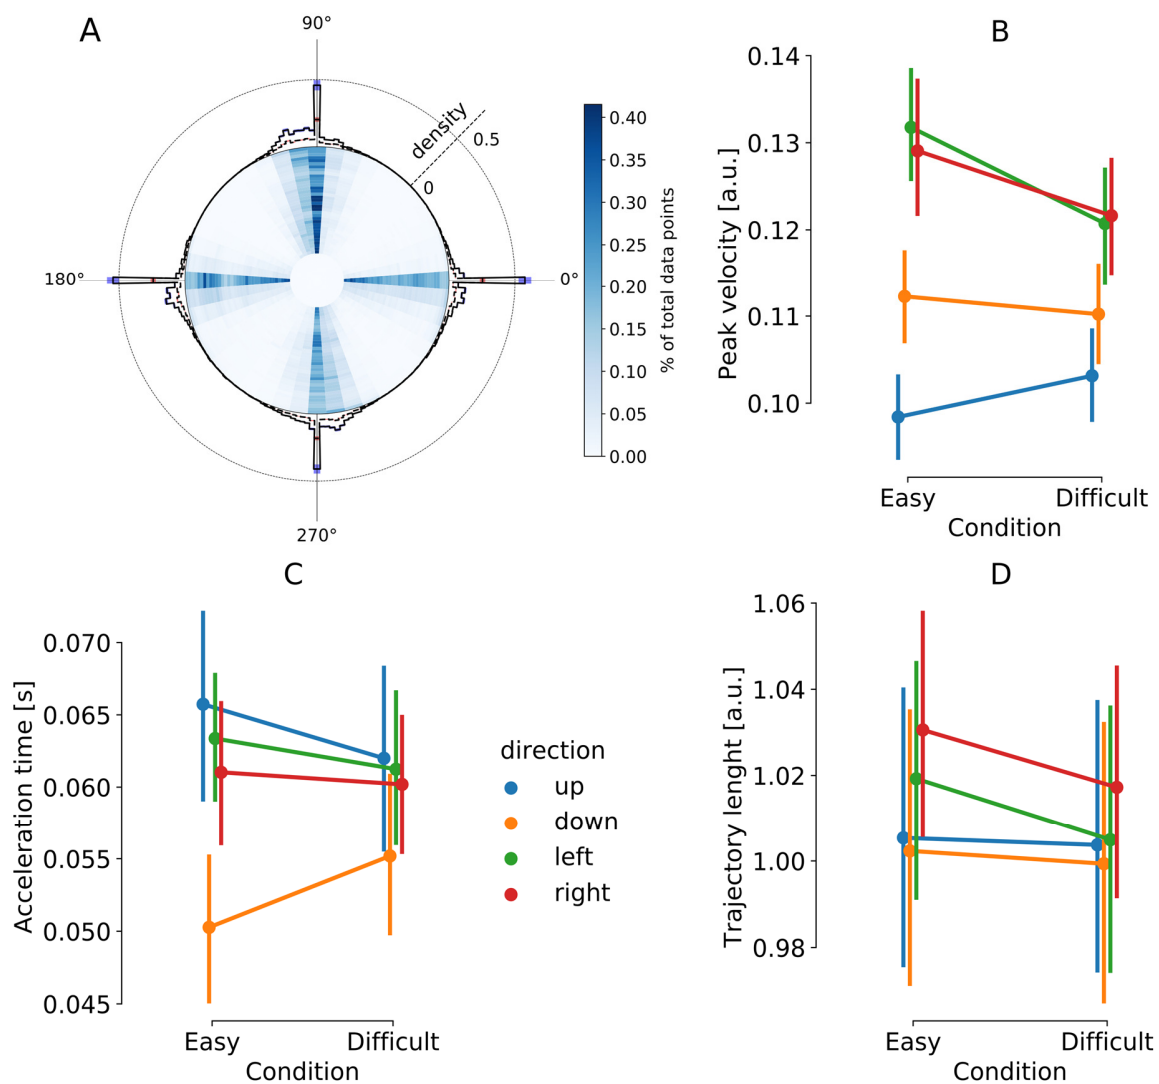 A
90°
180°
0°
270°
density
0.5
0
0.40
0.35
0.30
0.25
0.20
0.15
0.10
0.05
0.00
% of total data points
B
0.14
0.13
0.12
0.11
0.10
Peak velocity [a.u.]
Easy
Difficult
Condition
C
0.070
0.065
0.060
0.055
0.050
0.045
Acceleration time [s]
Easy
Difficult
Condition
direction
up
down
left
right
D
1.06
1.04
1.02
1.00
0.98
Trajectory lenght [a.u.]
Easy
Difficult
Condition